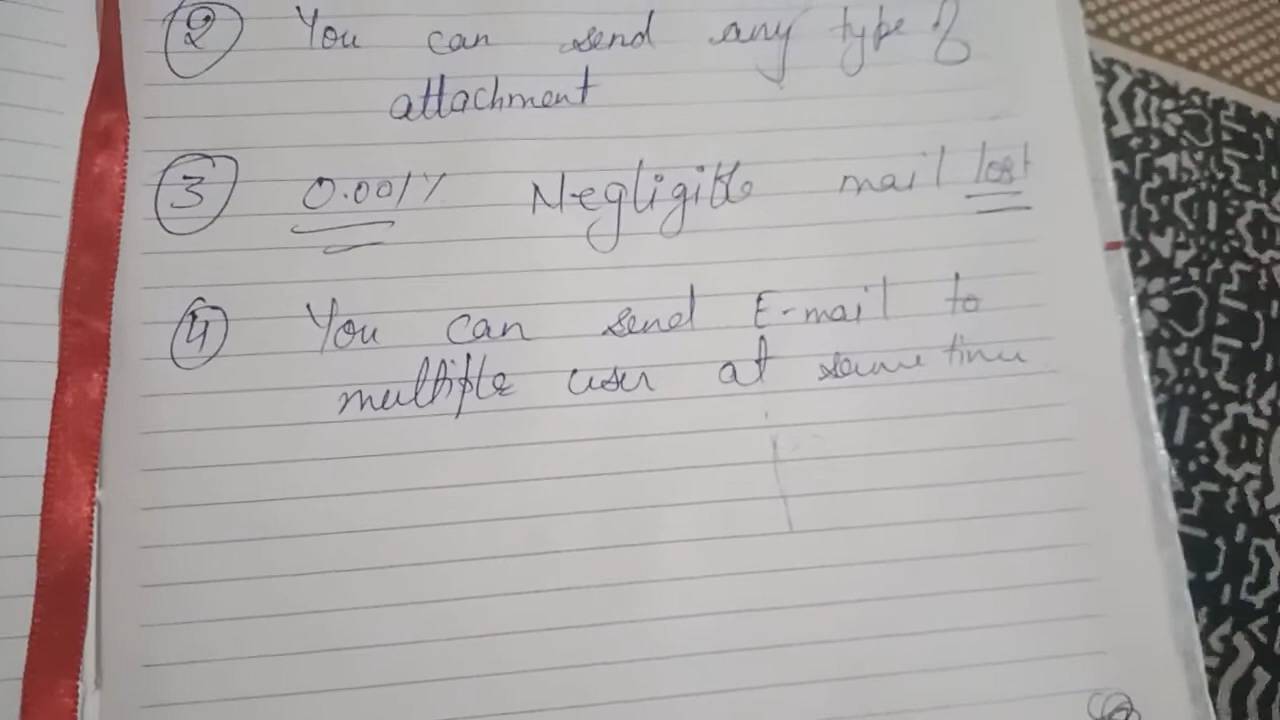 ② You can send any type of
attachment
③ 0.001% Negligible mail lost
④ You can send E-mail to
multiple user at same time